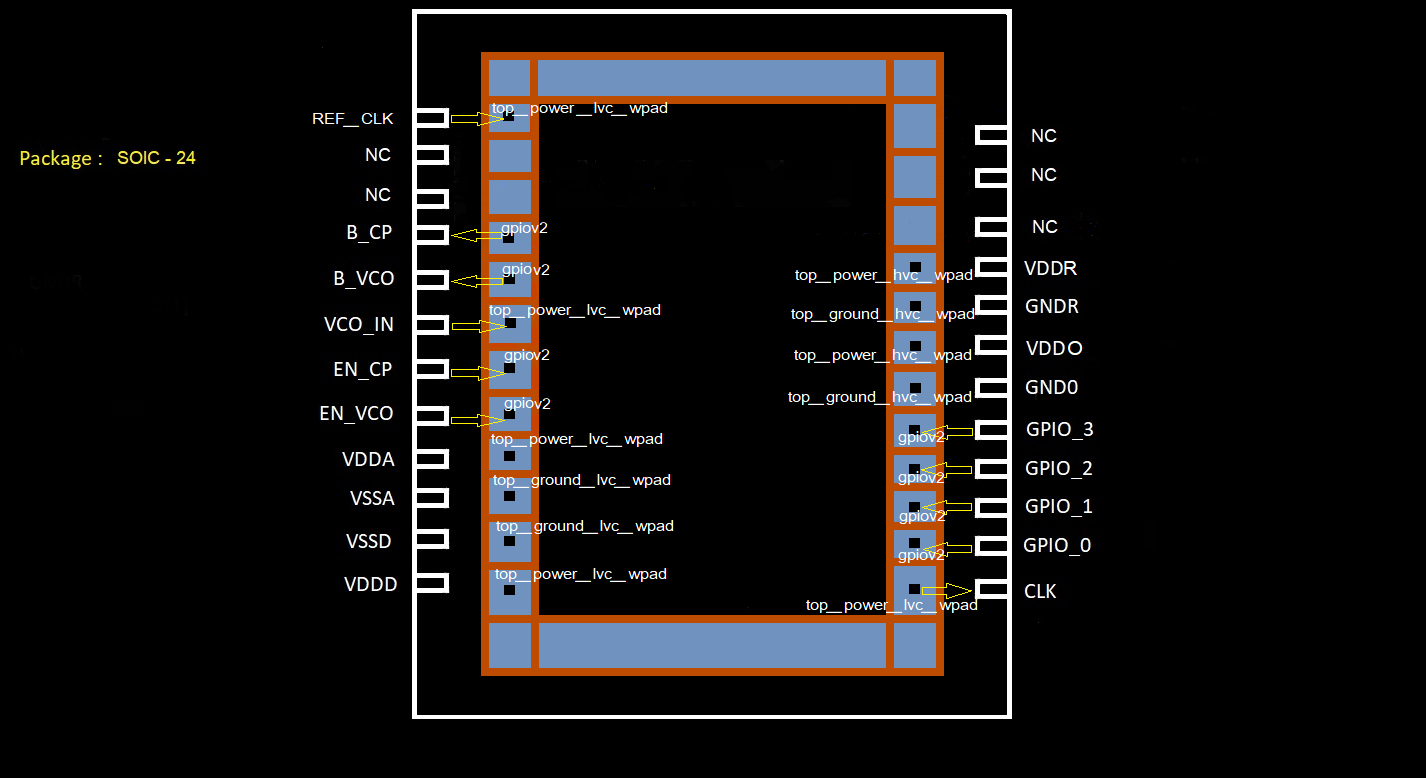 Package : SOIC - 24
REF__CLK
NC
NC
B_CP
B_VCO
VCO_IN
EN_CP
EN_VCO
VDDA
VSSA
VSSD
VDDD
top__power__lvc__wpad
gpiov2
gpiov2
top__power__lvc__wpad
gpiov2
gpiov2
top__power__lvc__wpad
top__ground__lvc__wpad
top__ground__lvc__wpad
top__power__lvc__wpad
top__power__hvc__wpad
top__ground__hvc__wpad
top__power__hvc__wpad
top__ground__hvc__wpad
gpiov2
gpiov2
gpiov2
gpiov2
top__power__lvc__wpad
NC
NC
NC
VDDR
GNDR
VDDO
GND0
GPIO_3
GPIO_2
GPIO_1
GPIO_0
CLK